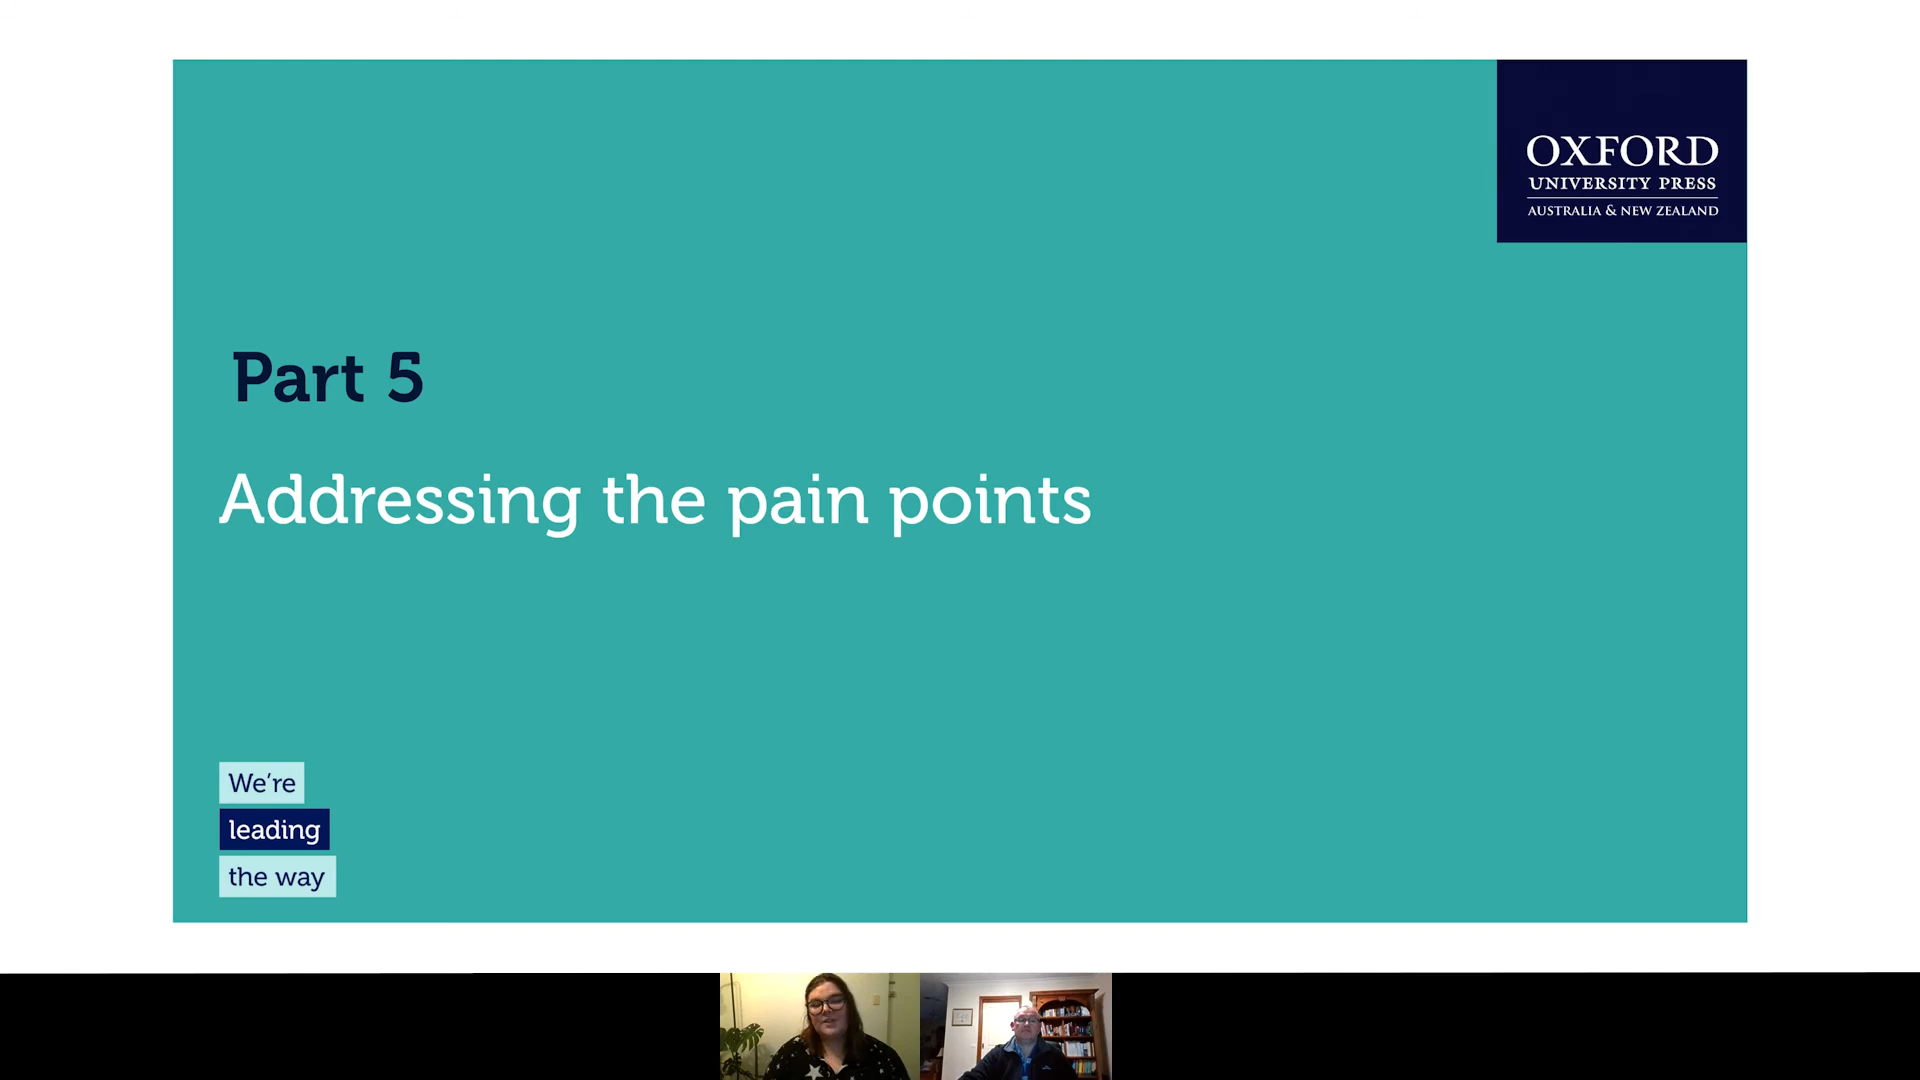 OXFORD
UNIVERSITY PRESS
AUSTRALIA & NEW ZEALAND
Part 5
Addressing the pain points
We're
leading
the way